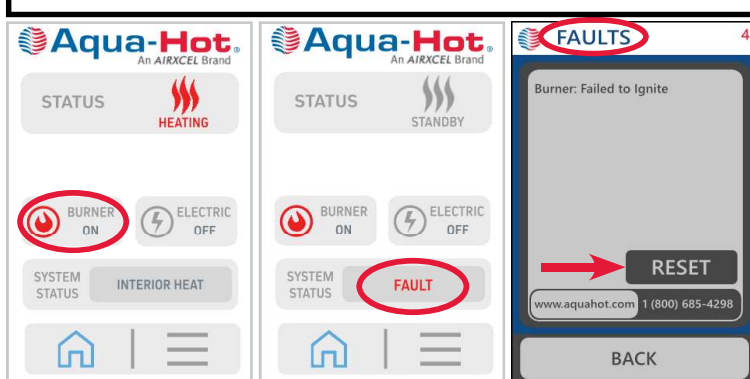 Aqua-Hot®
An AIRXCEL Brand
STATUS
HEATING
BURNER
ON
ELECTRIC
OFF
SYSTEM
STATUS
INTERIOR HEAT
Aqua-Hot®
An AIRXCEL Brand
STATUS
STANDBY
BURNER
ON
ELECTRIC
OFF
SYSTEM
STATUS
FAULT
FAULTS
4
Burner: Failed to Ignite
RESET
www.aquahot.com 1 (800) 685-4298
BACK